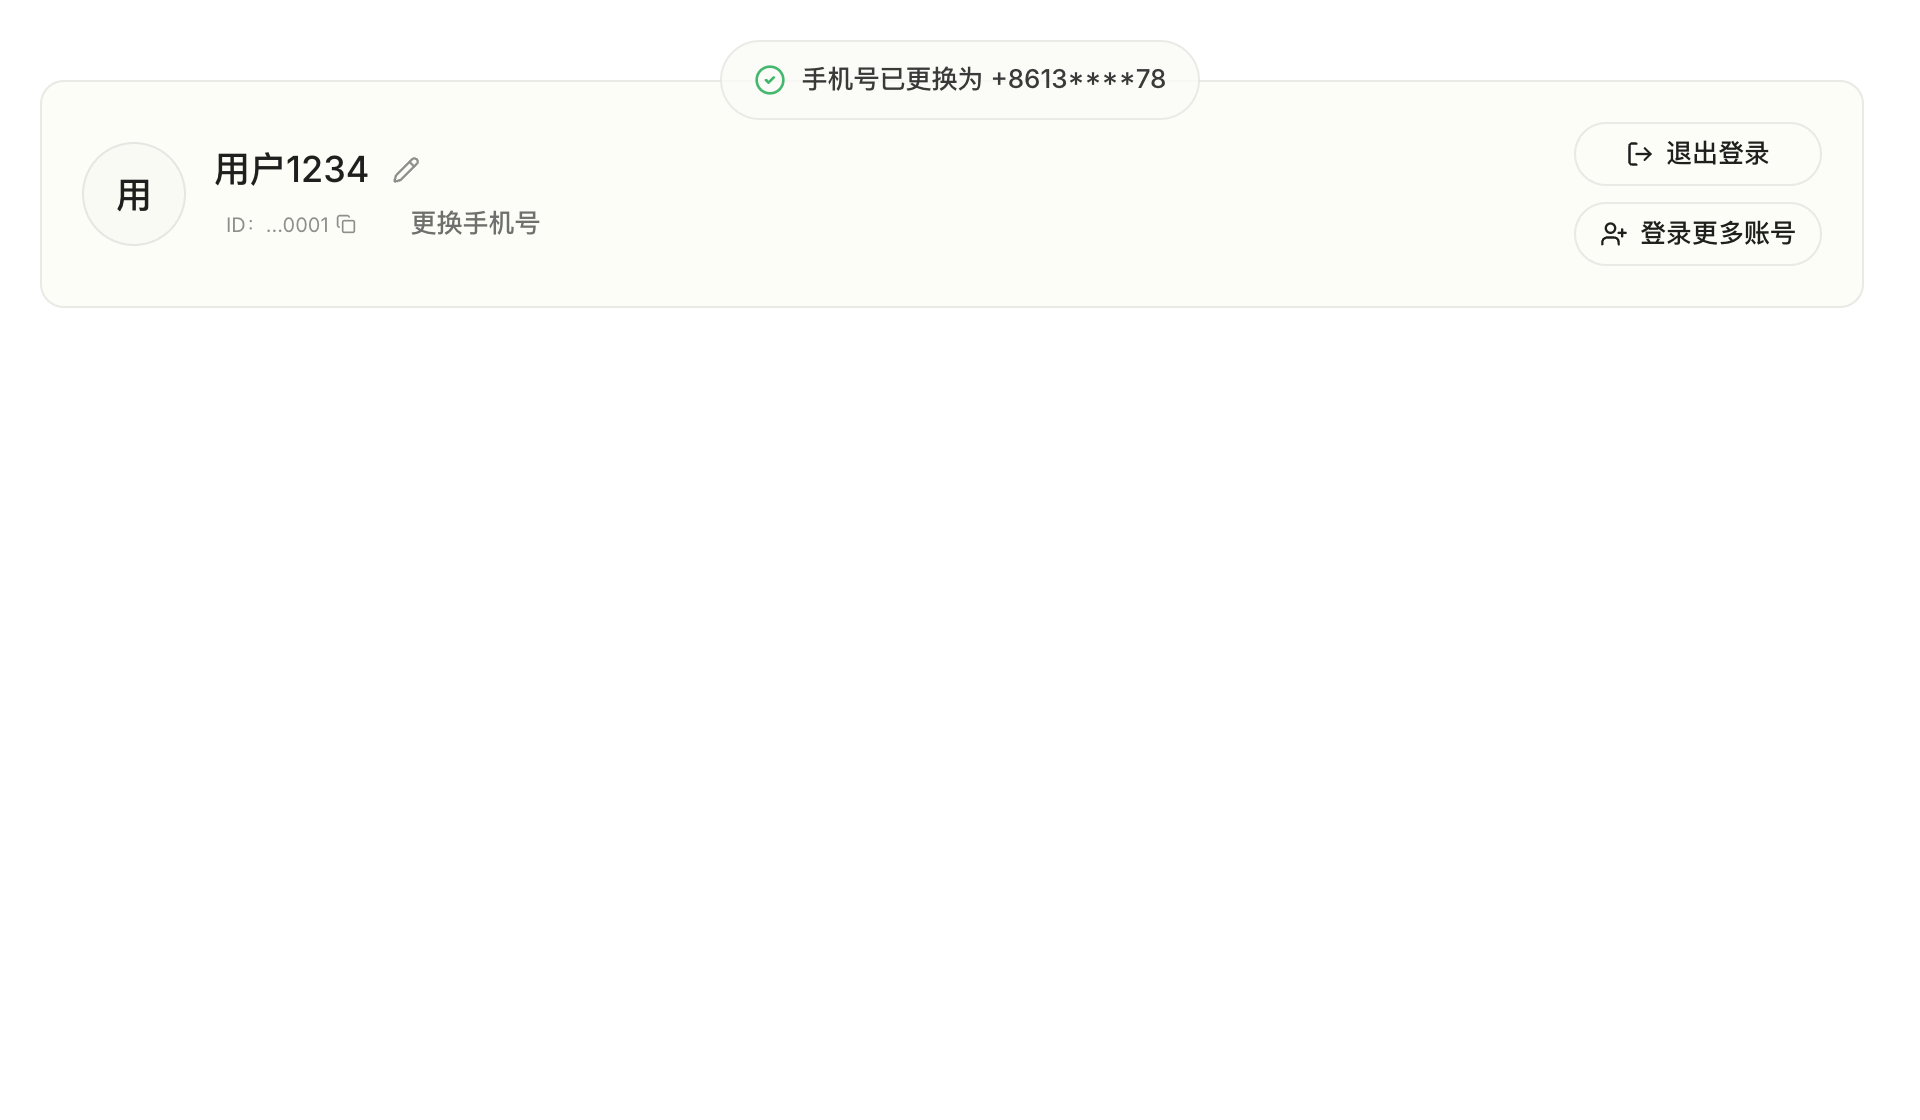 手机号已更换为 +8613****78
用
用户1234
ID: ...0001
更换手机号
退出登录
登录更多账号